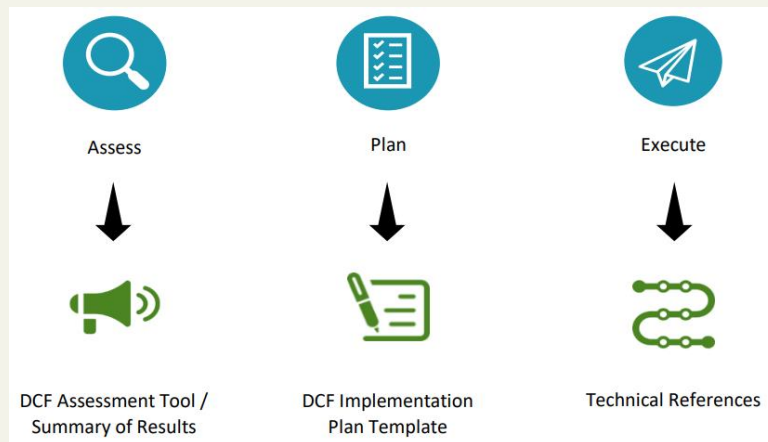 Assess
Plan
Execute
DCF Assessment Tool /
Summary of Results
DCF Implementation
Plan Template
Technical References